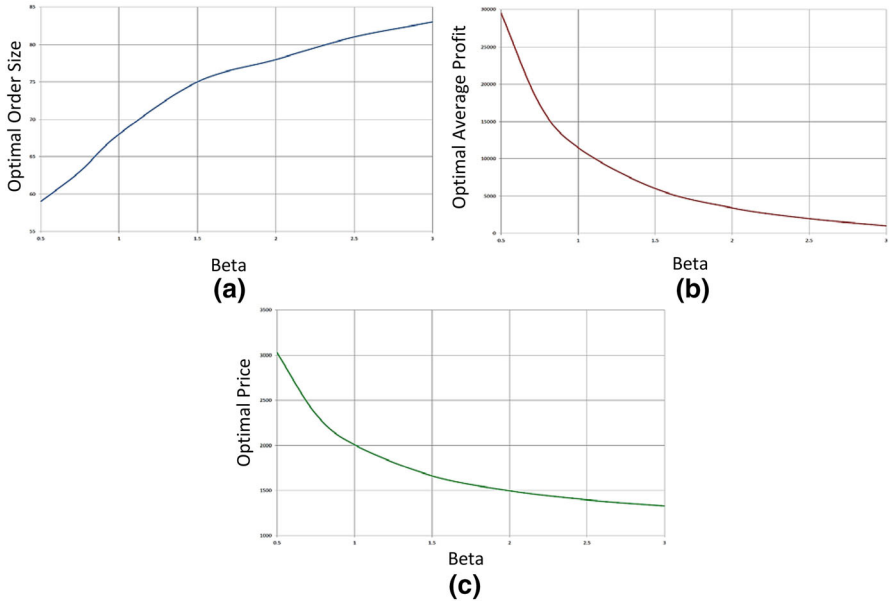 Optimal Order Size
85
80
75
70
65
60
55
0.5 1 1.5 2 2.5 3
Beta
(a)
Optimal Average Profit
30000
25000
20000
15000
10000
5000
0
0.5 1 1.5 2 2.5 3
Beta
(b)
Optimal Price
3500
3000
2500
2000
1500
1000
0.5 1 1.5 2 2.5 3
Beta
(c)